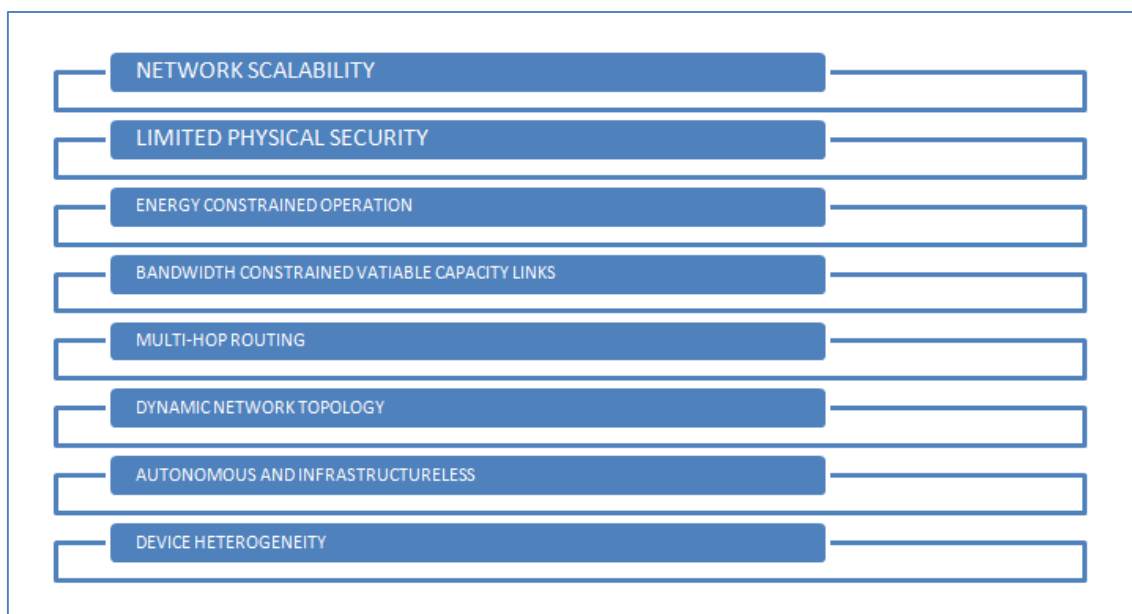 NETWORK SCALABILITY
LIMITED PHYSICAL SECURITY
ENERGY CONSTRAINED OPERATION
BANDWIDTH CONSTRAINED VATIABLE CAPACITY LINKS
MULTI-HOP ROUTING
DYNAMIC NETWORK TOPOLOGY
AUTONOMOUS AND INFRASTRUCTURELESS
DEVICE HETEROGENEITY